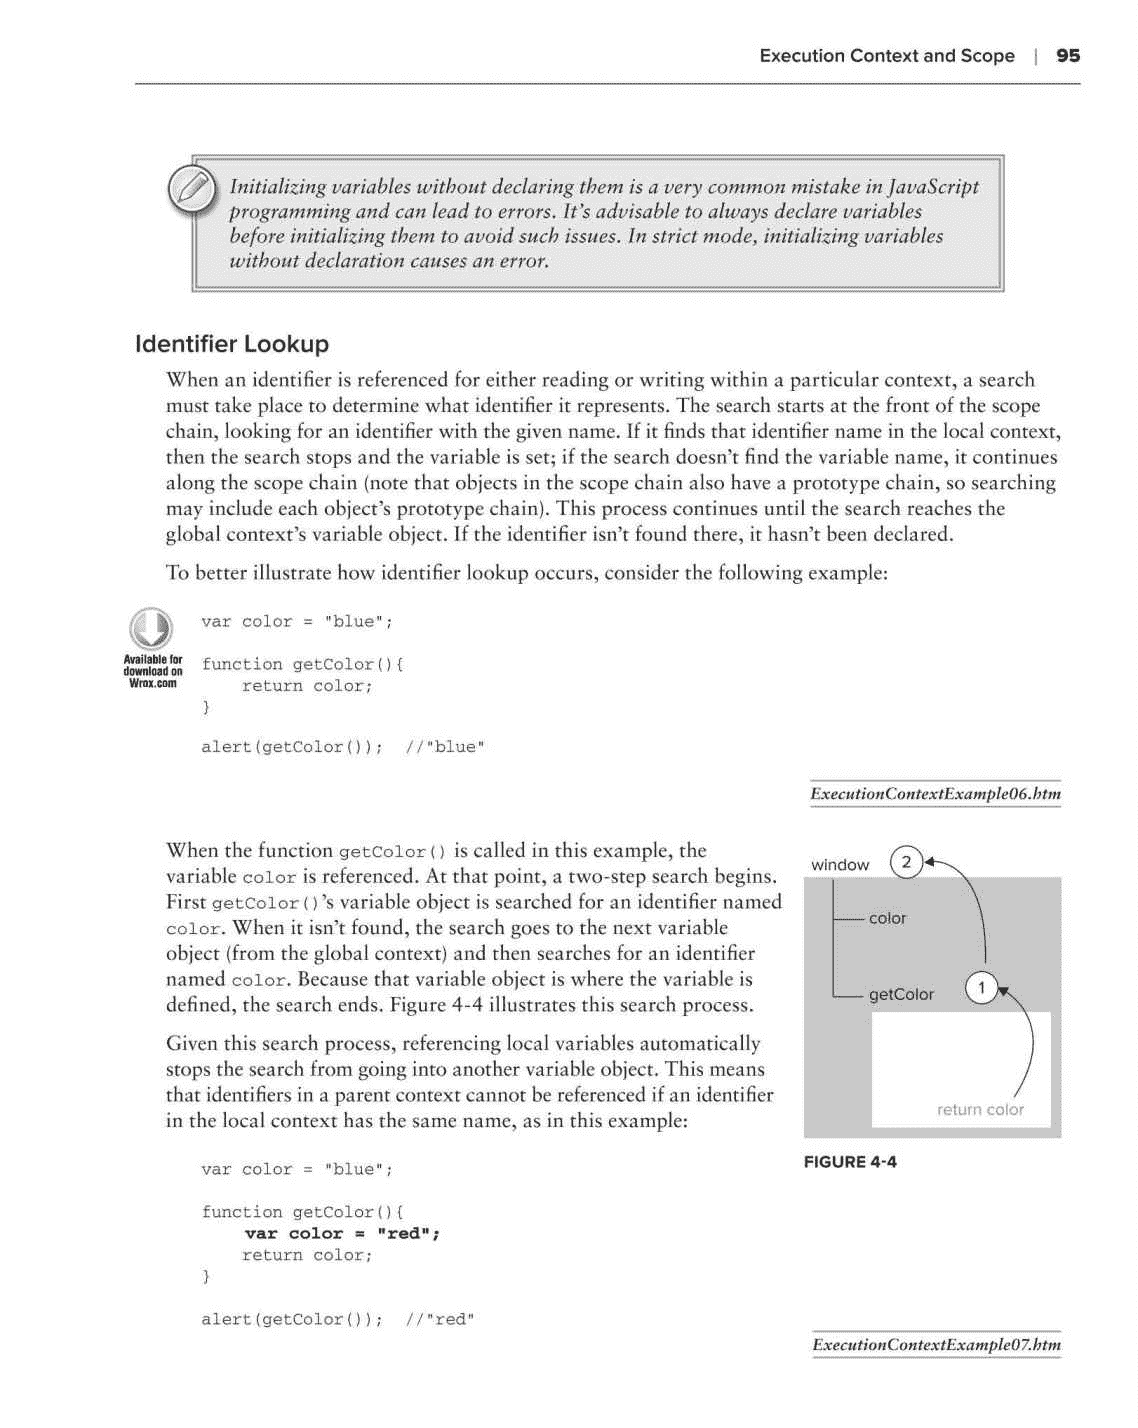 Execution Context and Scope | 95
Initializing variables without declaring them is a very common mistake in JavaScript
programming and can lead to errors. It's advisable to always declare variables
before initializing them to avoid such issues. In strict mode, initializing variables
without declaration causes an error.
Identifier Lookup
When an identifier is referenced for either reading or writing within a particular context, a search
must take place to determine what identifier it represents. The search starts at the front of the scope
chain, looking for an identifier with the given name. If it finds that identifier name in the local context,
then the search stops and the variable is set; if the search doesn't find the variable name, it continues
along the scope chain (note that objects in the scope chain also have a prototype chain, so searching
may include each object's prototype chain). This process continues until the search reaches the
global context's variable object. If the identifier isn't found there, it hasn't been declared.
To better illustrate how identifier lookup occurs, consider the following example:
Available for
download on
Wrox.com
var color = "blue";
function getColor(){
return color;
}
alert(getColor()); //"blue"
ExecutionContextExample06.htm
When the function getColor() is called in this example, the
variable color is referenced. At that point, a two-step search begins.
First getColor()'s variable object is searched for an identifier named
color. When it isn't found, the search goes to the next variable
object (from the global context) and then searches for an identifier
named color. Because that variable object is where the variable is
defined, the search ends. Figure 4-4 illustrates this search process.
Given this search process, referencing local variables automatically
stops the search from going into another variable object. This means
that identifiers in a parent context cannot be referenced if an identifier
in the local context has the same name, as in this example:
window
2
color
getColor
1
return color
FIGURE 4-4
var color = "blue";
function getColor(){
var color = "red";
return color;
}
alert(getColor()); //"red"
ExecutionContextExample07.htm